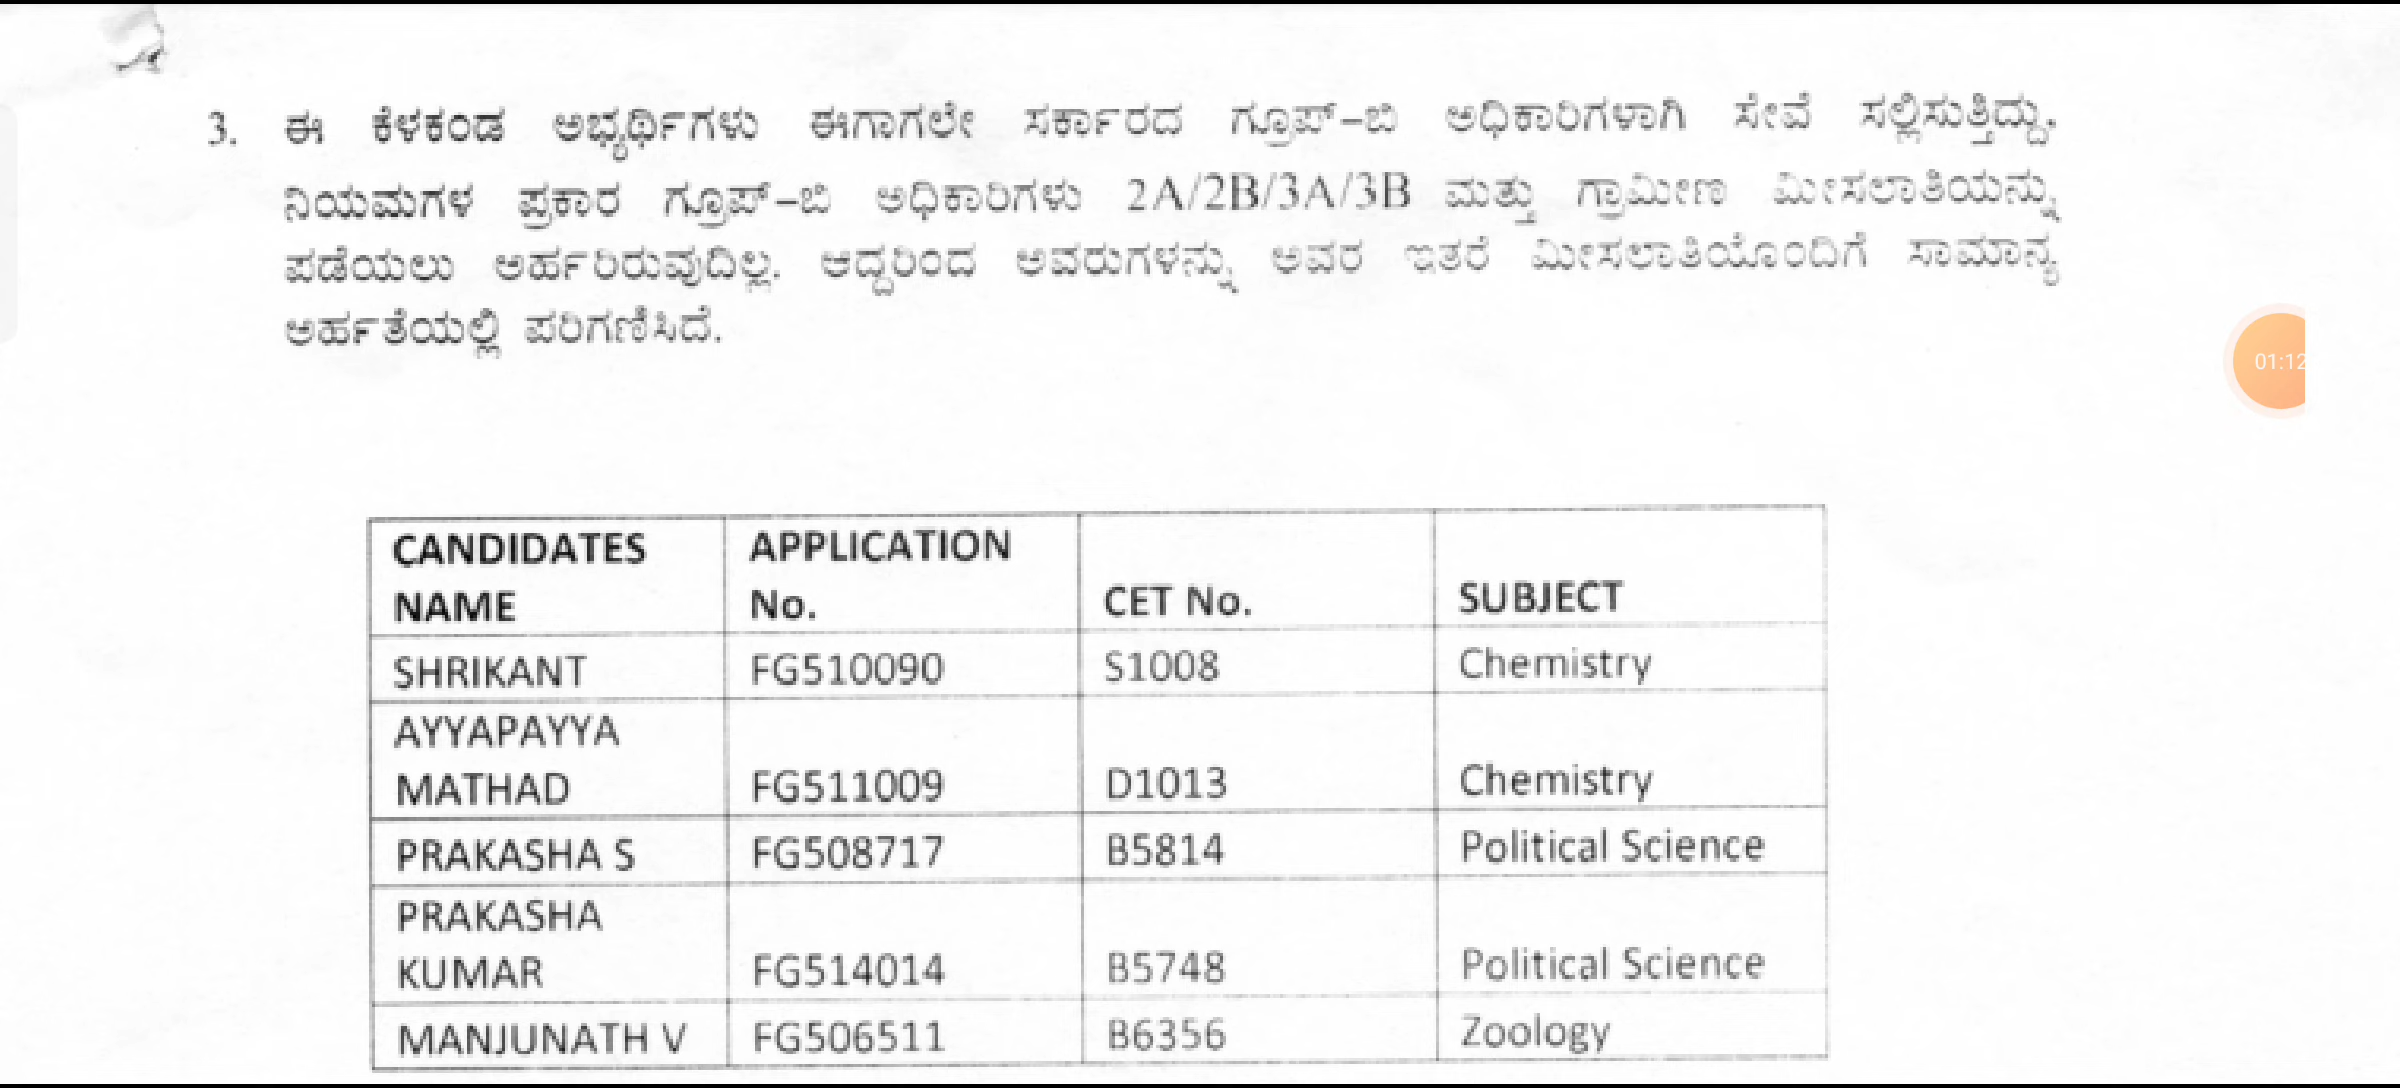 3. ಈ ಕೆಳಕಂಡ ಅಭ್ಯರ್ಥಿಗಳು ಈಗಾಗಲೇ ಸರ್ಕಾರದ ಗ್ರೂಪ್-ಬಿ ಅಧಿಕಾರಿಗಳಾಗಿ ಸೇವೆ ಸಲ್ಲಿಸುತ್ತಿದ್ದು,
ನಿಯಮಗಳ ಪ್ರಕಾರ ಗ್ರೂಪ್-ಬಿ ಅಧಿಕಾರಿಗಳು 2A/2B/3A/3B ಮತ್ತು ಗ್ರಾಮೀಣ ಮೀಸಲಾತಿಯನ್ನು
ಪಡೆಯಲು ಅರ್ಹರಿರುವುದಿಲ್ಲ. ಆದ್ದರಿಂದ ಅವರುಗಳನ್ನು ಅವರ ಇತರೆ ಮೀಸಲಾತಿಯೊಂದಿಗೆ ಸಾಮಾನ್ಯ
ಅರ್ಹತೆಯಲ್ಲಿ ಪರಿಗಣಿಸಿದೆ.
01:12
CANDIDATES NAME APPLICATION No. CET No. SUBJECT
SHRIKANT FG510090 S1008 Chemistry
AYYAPAYYA MATHAD FG511009 D1013 Chemistry
PRAKASHA S FG508717 B5814 Political Science
PRAKASHA KUMAR FG514014 B5748 Political Science
MANJUNATH V FG506511 B6356 Zoology